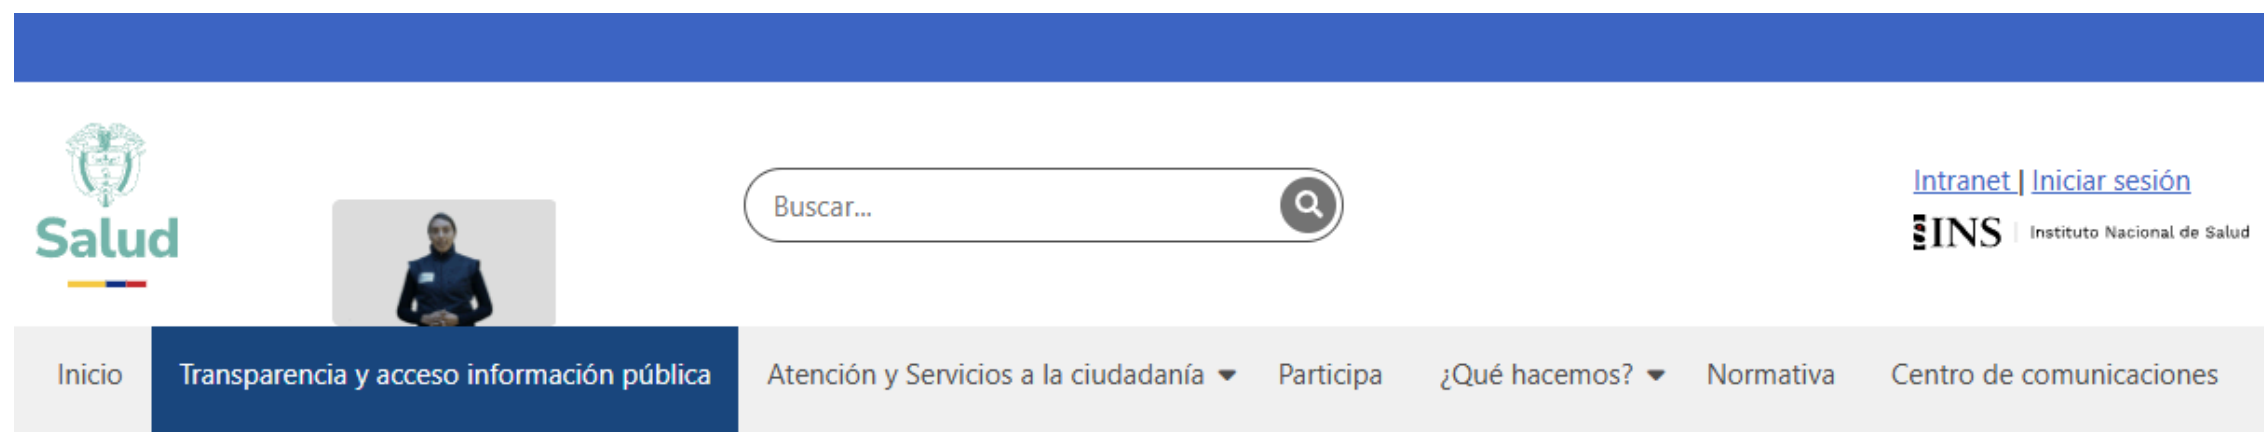 Salud
Buscar...
Intranet | Iniciar sesión
INS | Instituto Nacional de Salud
Inicio
Transparencia y acceso información pública
Atención y Servicios a la ciudadanía
Participa
¿Qué hacemos?
Normativa
Centro de comunicaciones